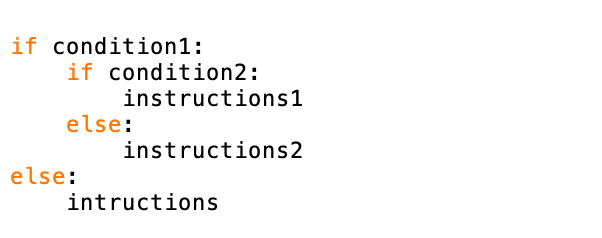 if condition1:
    if condition2:
        instructions1
    else:
        instructions2
else:
    intructions